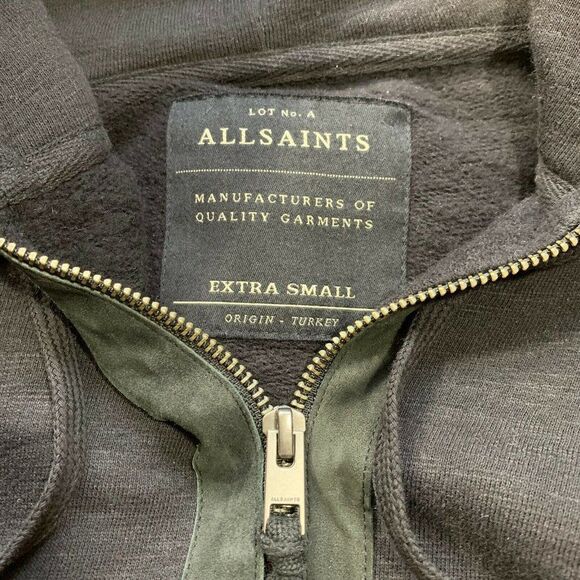 LOT No. A
ALLSAINTS
MANUFACTURERS OF
QUALITY GARMENTS
EXTRA SMALL
ORIGIN - TURKEY
ALLSAINTS